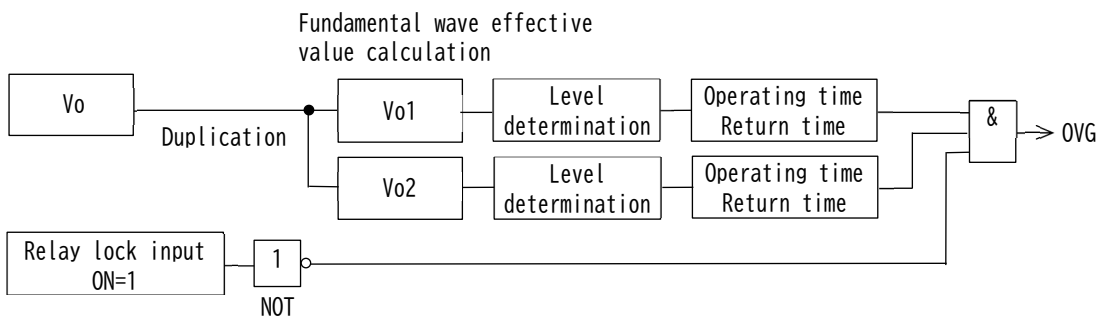 Fundamental wave effective
value calculation
Vo
Duplication
Vo1
Level
determination
Operating time
Return time
&
OVG
Vo2
Level
determination
Operating time
Return time
Relay lock input
ON=1
1
NOT